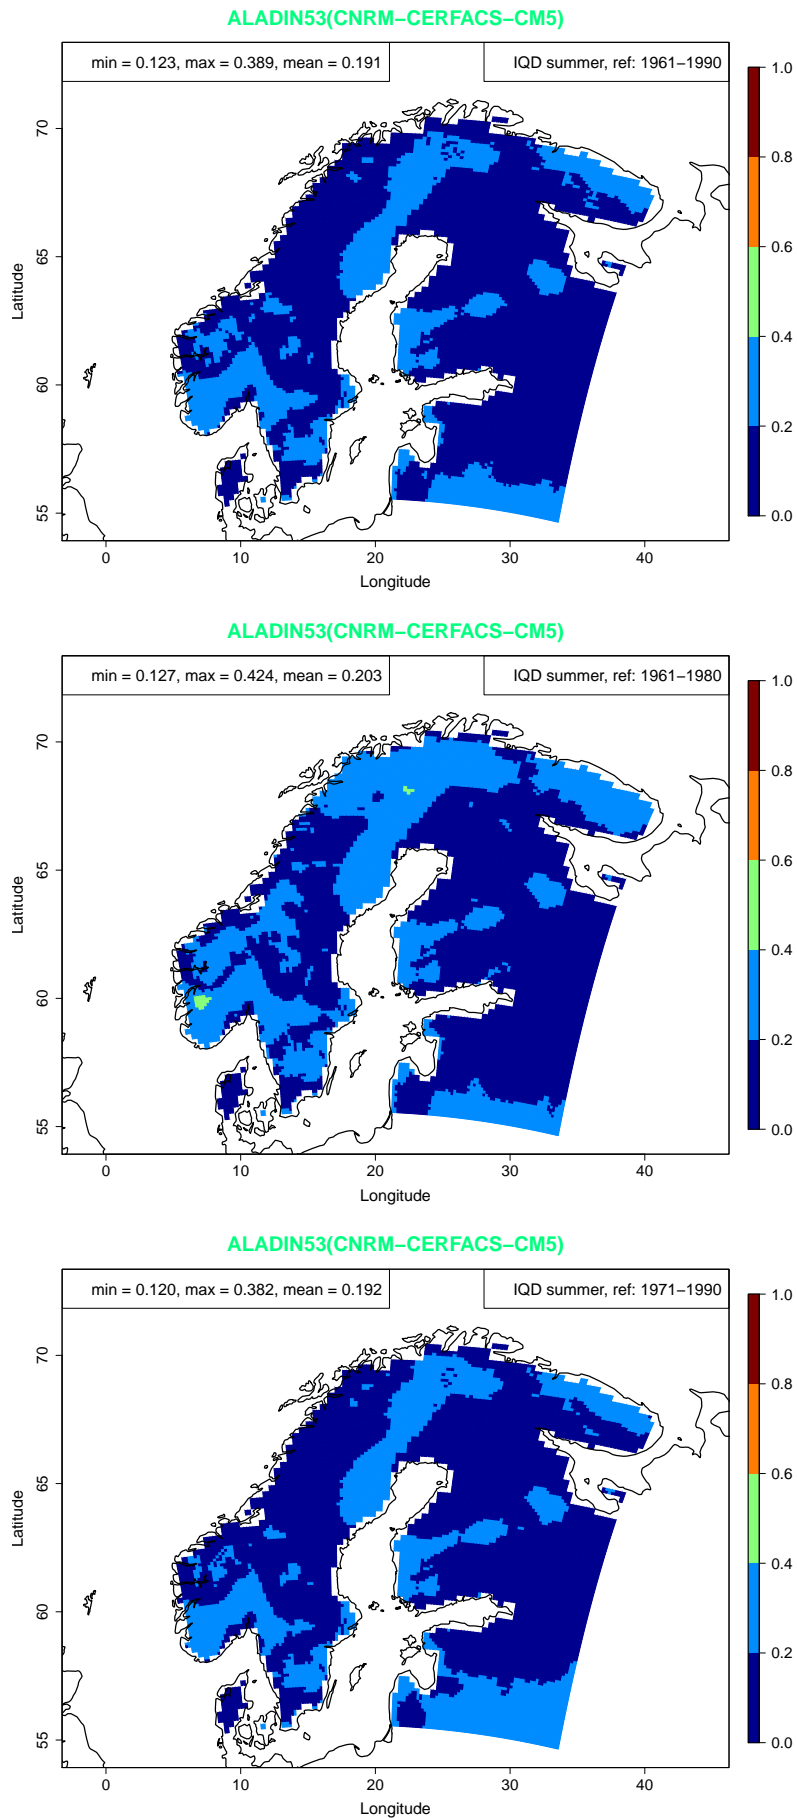 ALADIN53(CNRM−CERFACS−CM5)
min = 0.123, max = 0.389, mean = 0.191
IQD summer, ref: 1961−1990
1.0
0.8
0.6
0.4
0.2
0.0
70
65
60
55
Latitude
0 10 20 30 40
Longitude
ALADIN53(CNRM−CERFACS−CM5)
min = 0.127, max = 0.424, mean = 0.203
IQD summer, ref: 1961−1980
1.0
0.8
0.6
0.4
0.2
0.0
70
65
60
55
Latitude
0 10 20 30 40
Longitude
ALADIN53(CNRM−CERFACS−CM5)
min = 0.120, max = 0.382, mean = 0.192
IQD summer, ref: 1971−1990
1.0
0.8
0.6
0.4
0.2
0.0
70
65
60
55
Latitude
0 10 20 30 40
Longitude